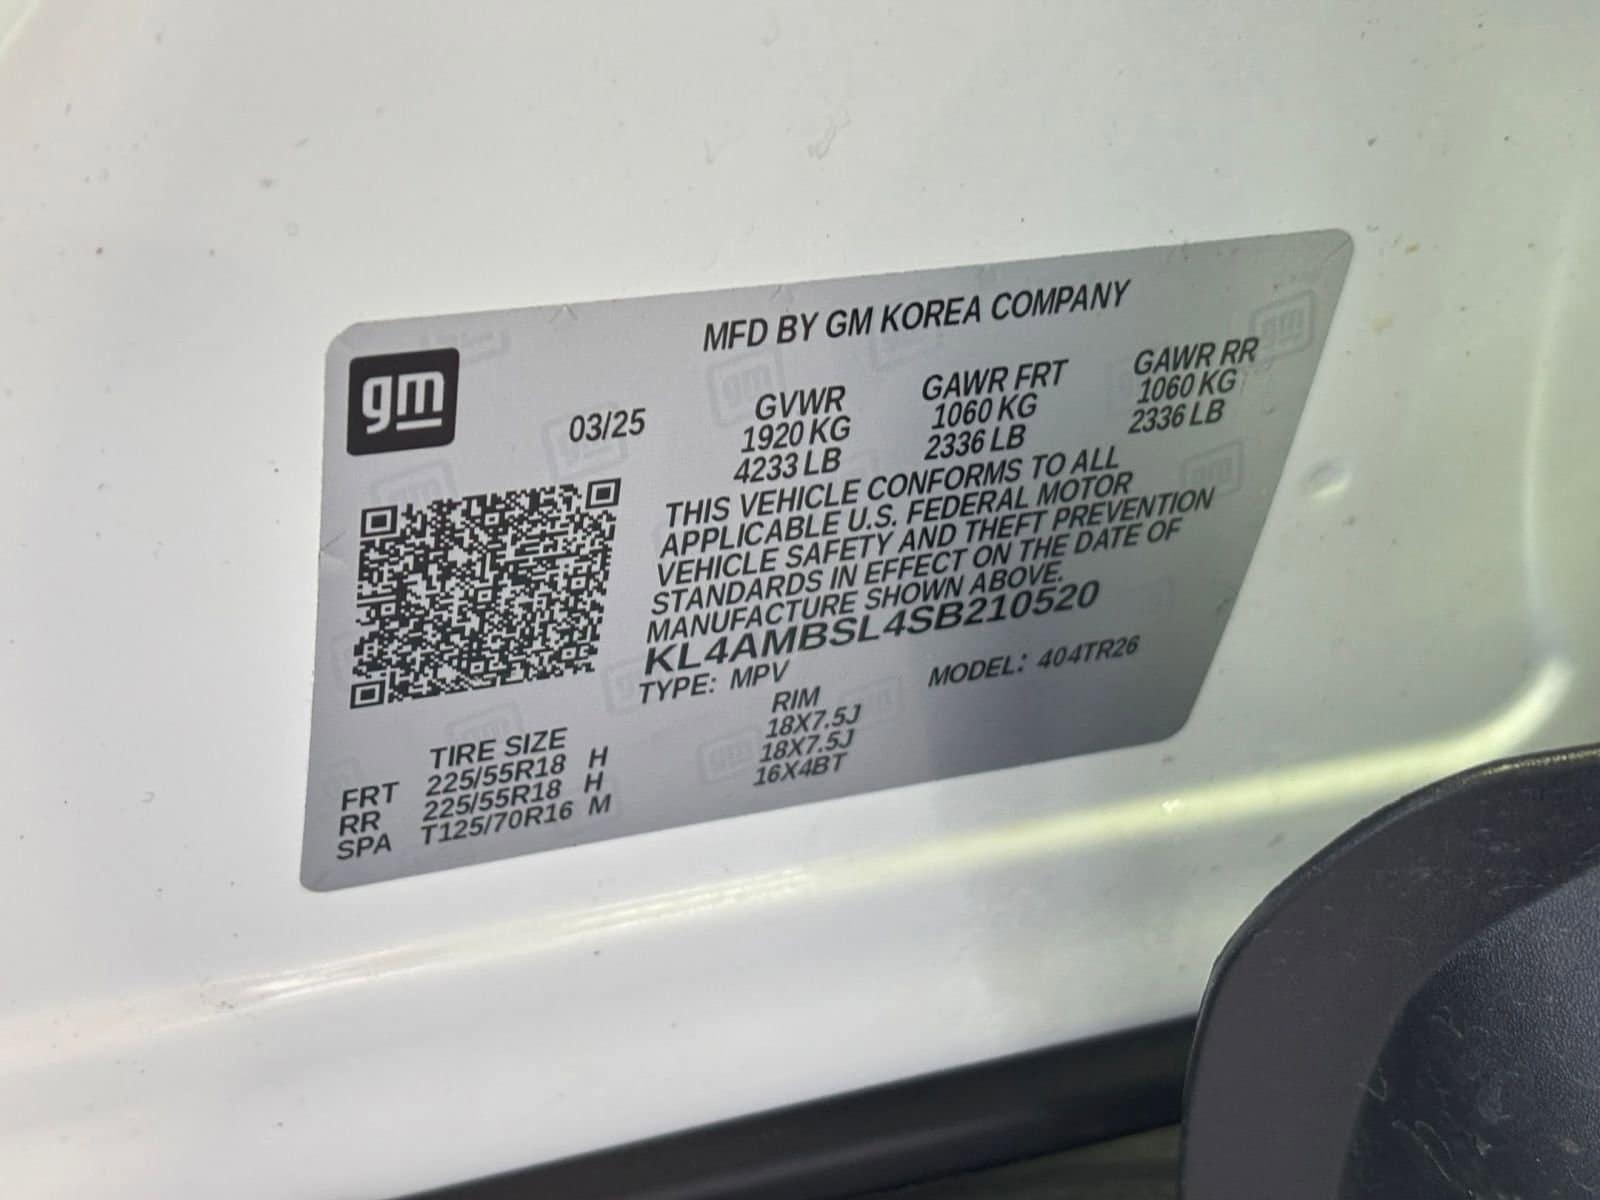 MFD BY GM KOREA COMPANY
gm
03/25
GVWR GAWR FRT GAWR RR
1920 KG 1060 KG 1060 KG
4233 LB 2336 LB 2336 LB
THIS VEHICLE CONFORMS TO ALL
APPLICABLE U.S. FEDERAL MOTOR
VEHICLE SAFETY AND THEFT PREVENTION
STANDARDS IN EFFECT ON THE DATE OF
MANUFACTURE SHOWN ABOVE.
KL4AMBSL4SB210520
TYPE: MPV MODEL: 404TR26
TIRE SIZE RIM
FRT 225/55R18 H 18X7.5J
RR 225/55R18 H 18X7.5J
SPA T125/70R16 M 16X4BT